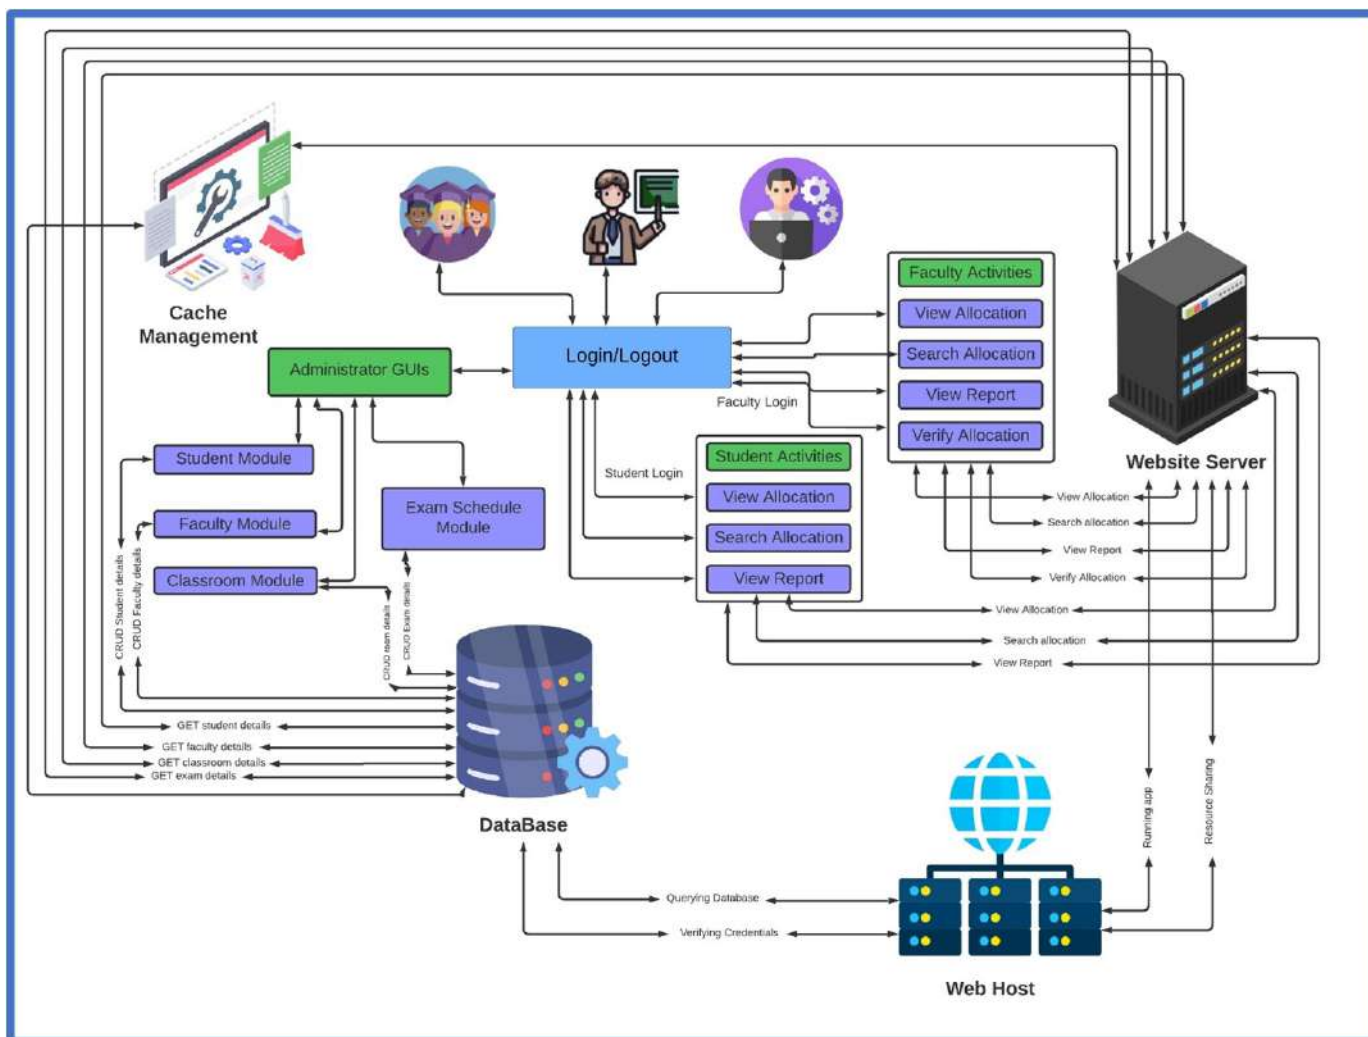 Cache
Management
Login/Logout
Administrator GUIs
Student Module
Faculty Module
Classroom Module
Exam Schedule
Module
Faculty Login
Student Login
Faculty Activities
View Allocation
Search Allocation
View Report
Verify Allocation
Student Activities
View Allocation
Search Allocation
View Report
Website Server
View Allocation
Search allocation
View Report
Verify Allocation
View Allocation
Search allocation
View Report
CRUD Student details
CRUD Faculty details
CRUD room details
CRUD Exam details
GET student details
GET faculty details
GET classroom details
GET exam details
DataBase
Querying Database
Verifying Credentials
Running app
Resource Sharing
Web Host